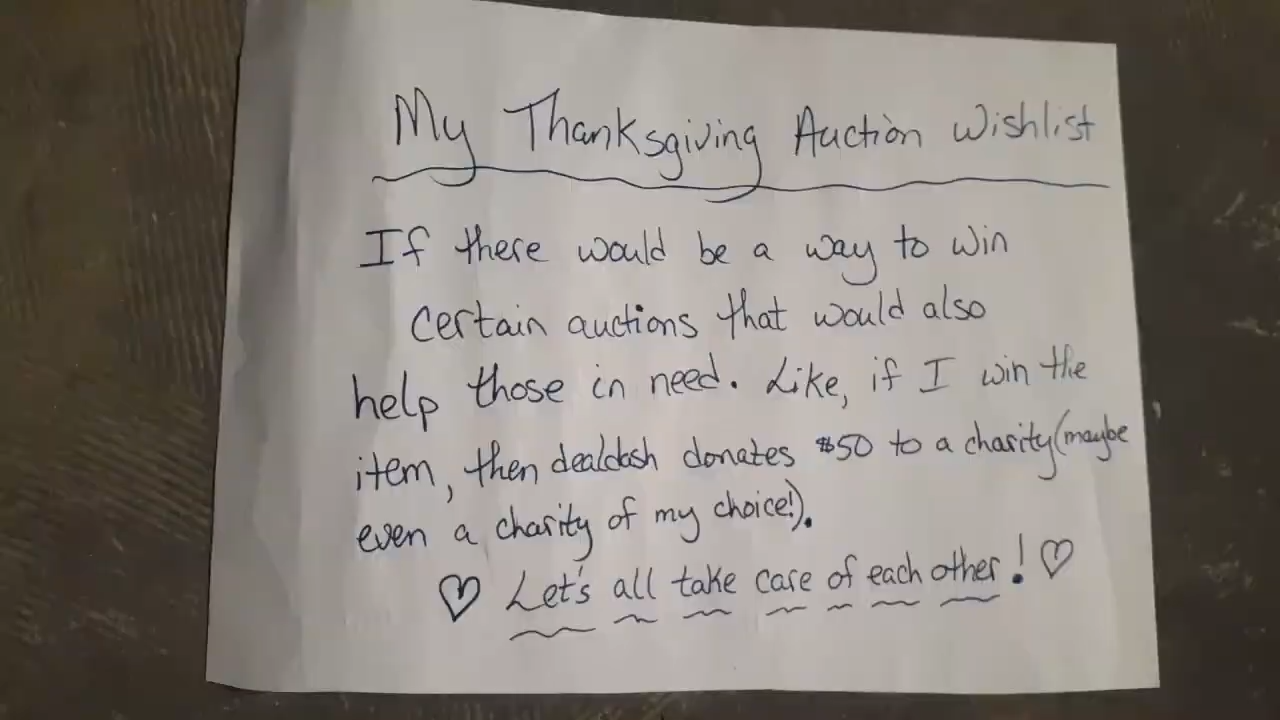 My Thanksgiving Auction Wishlist
If there would be a way to win
certain auctions that would also
help those in need. Like, if I win the
item, then dealdash donates $50 to a charity (maybe
even a charity of my choice!).
♡ Let's all take care of each other! ♡